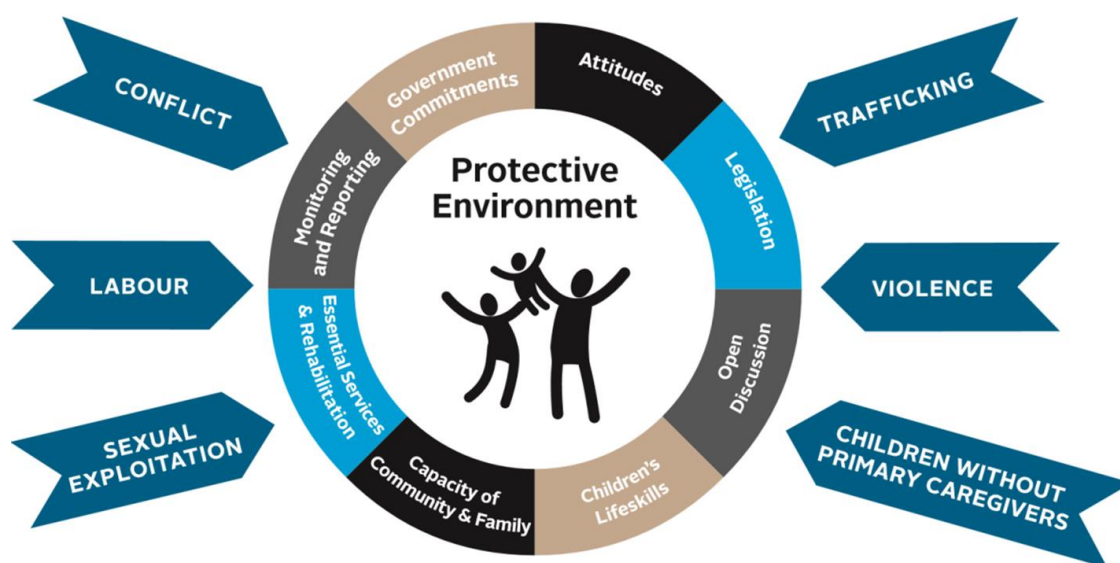 Protective
Environment
Attitudes
Legislation
Open
Discussion
Children's
Lifeskills
Capacity of
Community & Family
Essential Services
& Rehabilitation
Monitoring
and Reporting
Government
Commitments
CONFLICT
LABOUR
SEXUAL
EXPLOITATION
TRAFFICKING
VIOLENCE
CHILDREN WITHOUT
PRIMARY CAREGIVERS